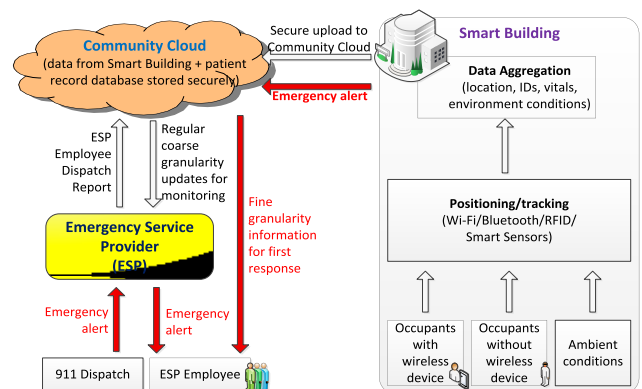 Community Cloud
(data from Smart Building + patient
record database stored securely)
Secure upload to
Community Cloud
Emergency alert
Smart Building
Data Aggregation
(location, IDs, vitals,
environment conditions)
Positioning/tracking
(Wi-Fi/Bluetooth/RFID/
Smart Sensors)
Occupants
with
wireless
device
Occupants
without
wireless
device
Ambient
conditions
ESP
Employee
Dispatch
Report
Regular
coarse
granularity
updates for
monitoring
Fine
granularity
information
for first
response
Emergency Service
Provider
(ESP)
Emergency
alert
Emergency
alert
911 Dispatch
ESP Employee